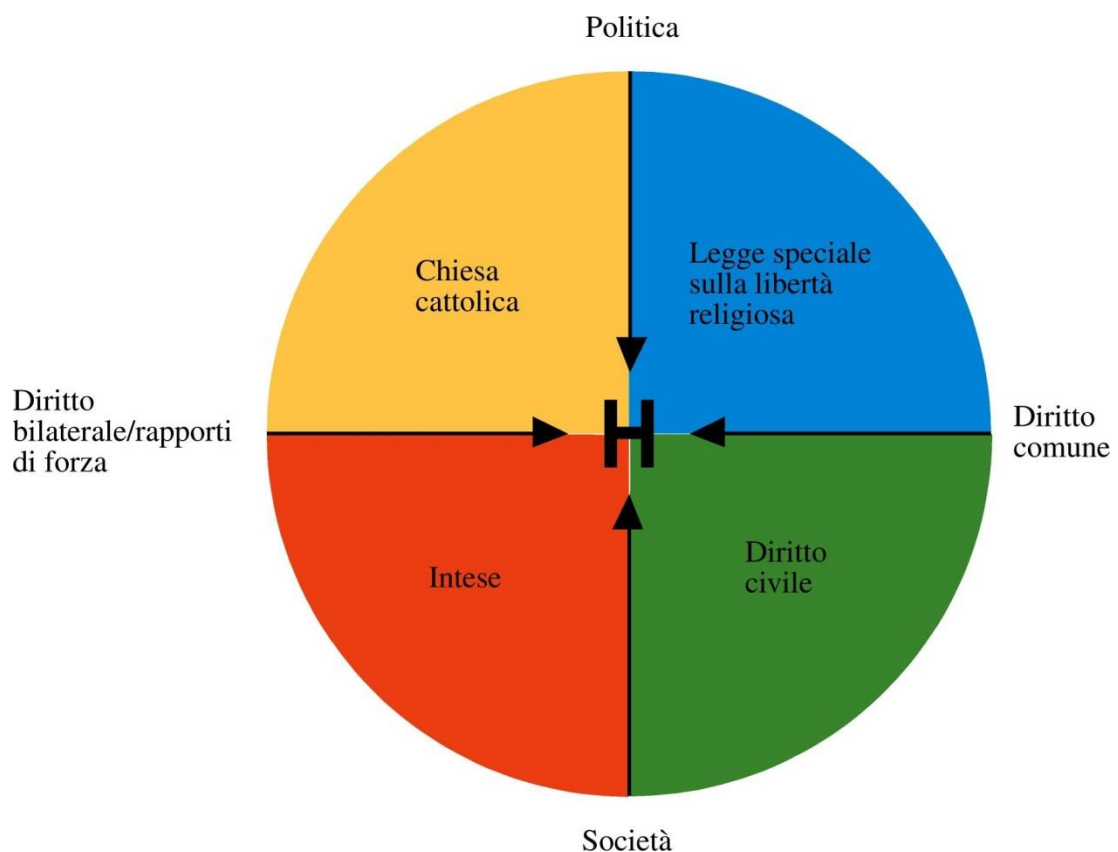 Politica
Chiesa
cattolica
Legge speciale
sulla libertà
religiosa
Diritto
bilaterale/rapporti
di forza
H
Diritto
comune
Intese
Diritto
civile
Società